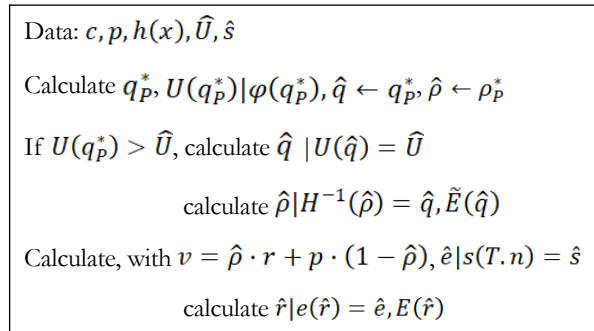 Data: c, p, h(x), Û, ŝ
Calculate q*_P, U(q*_P)|φ(q*_P), q̂ ← q*_P, ρ̂ ← ρ*_P
If U(q*_P) > Û, calculate q̂ |U(q̂) = Û
calculate ρ̂|H⁻¹(ρ̂) = q̂, Ẽ(q̂)
Calculate, with v = ρ̂ · r + p · (1 − ρ̂), ê|s(T.n) = ŝ
calculate r̂|e(r̂) = ê, E(r̂)